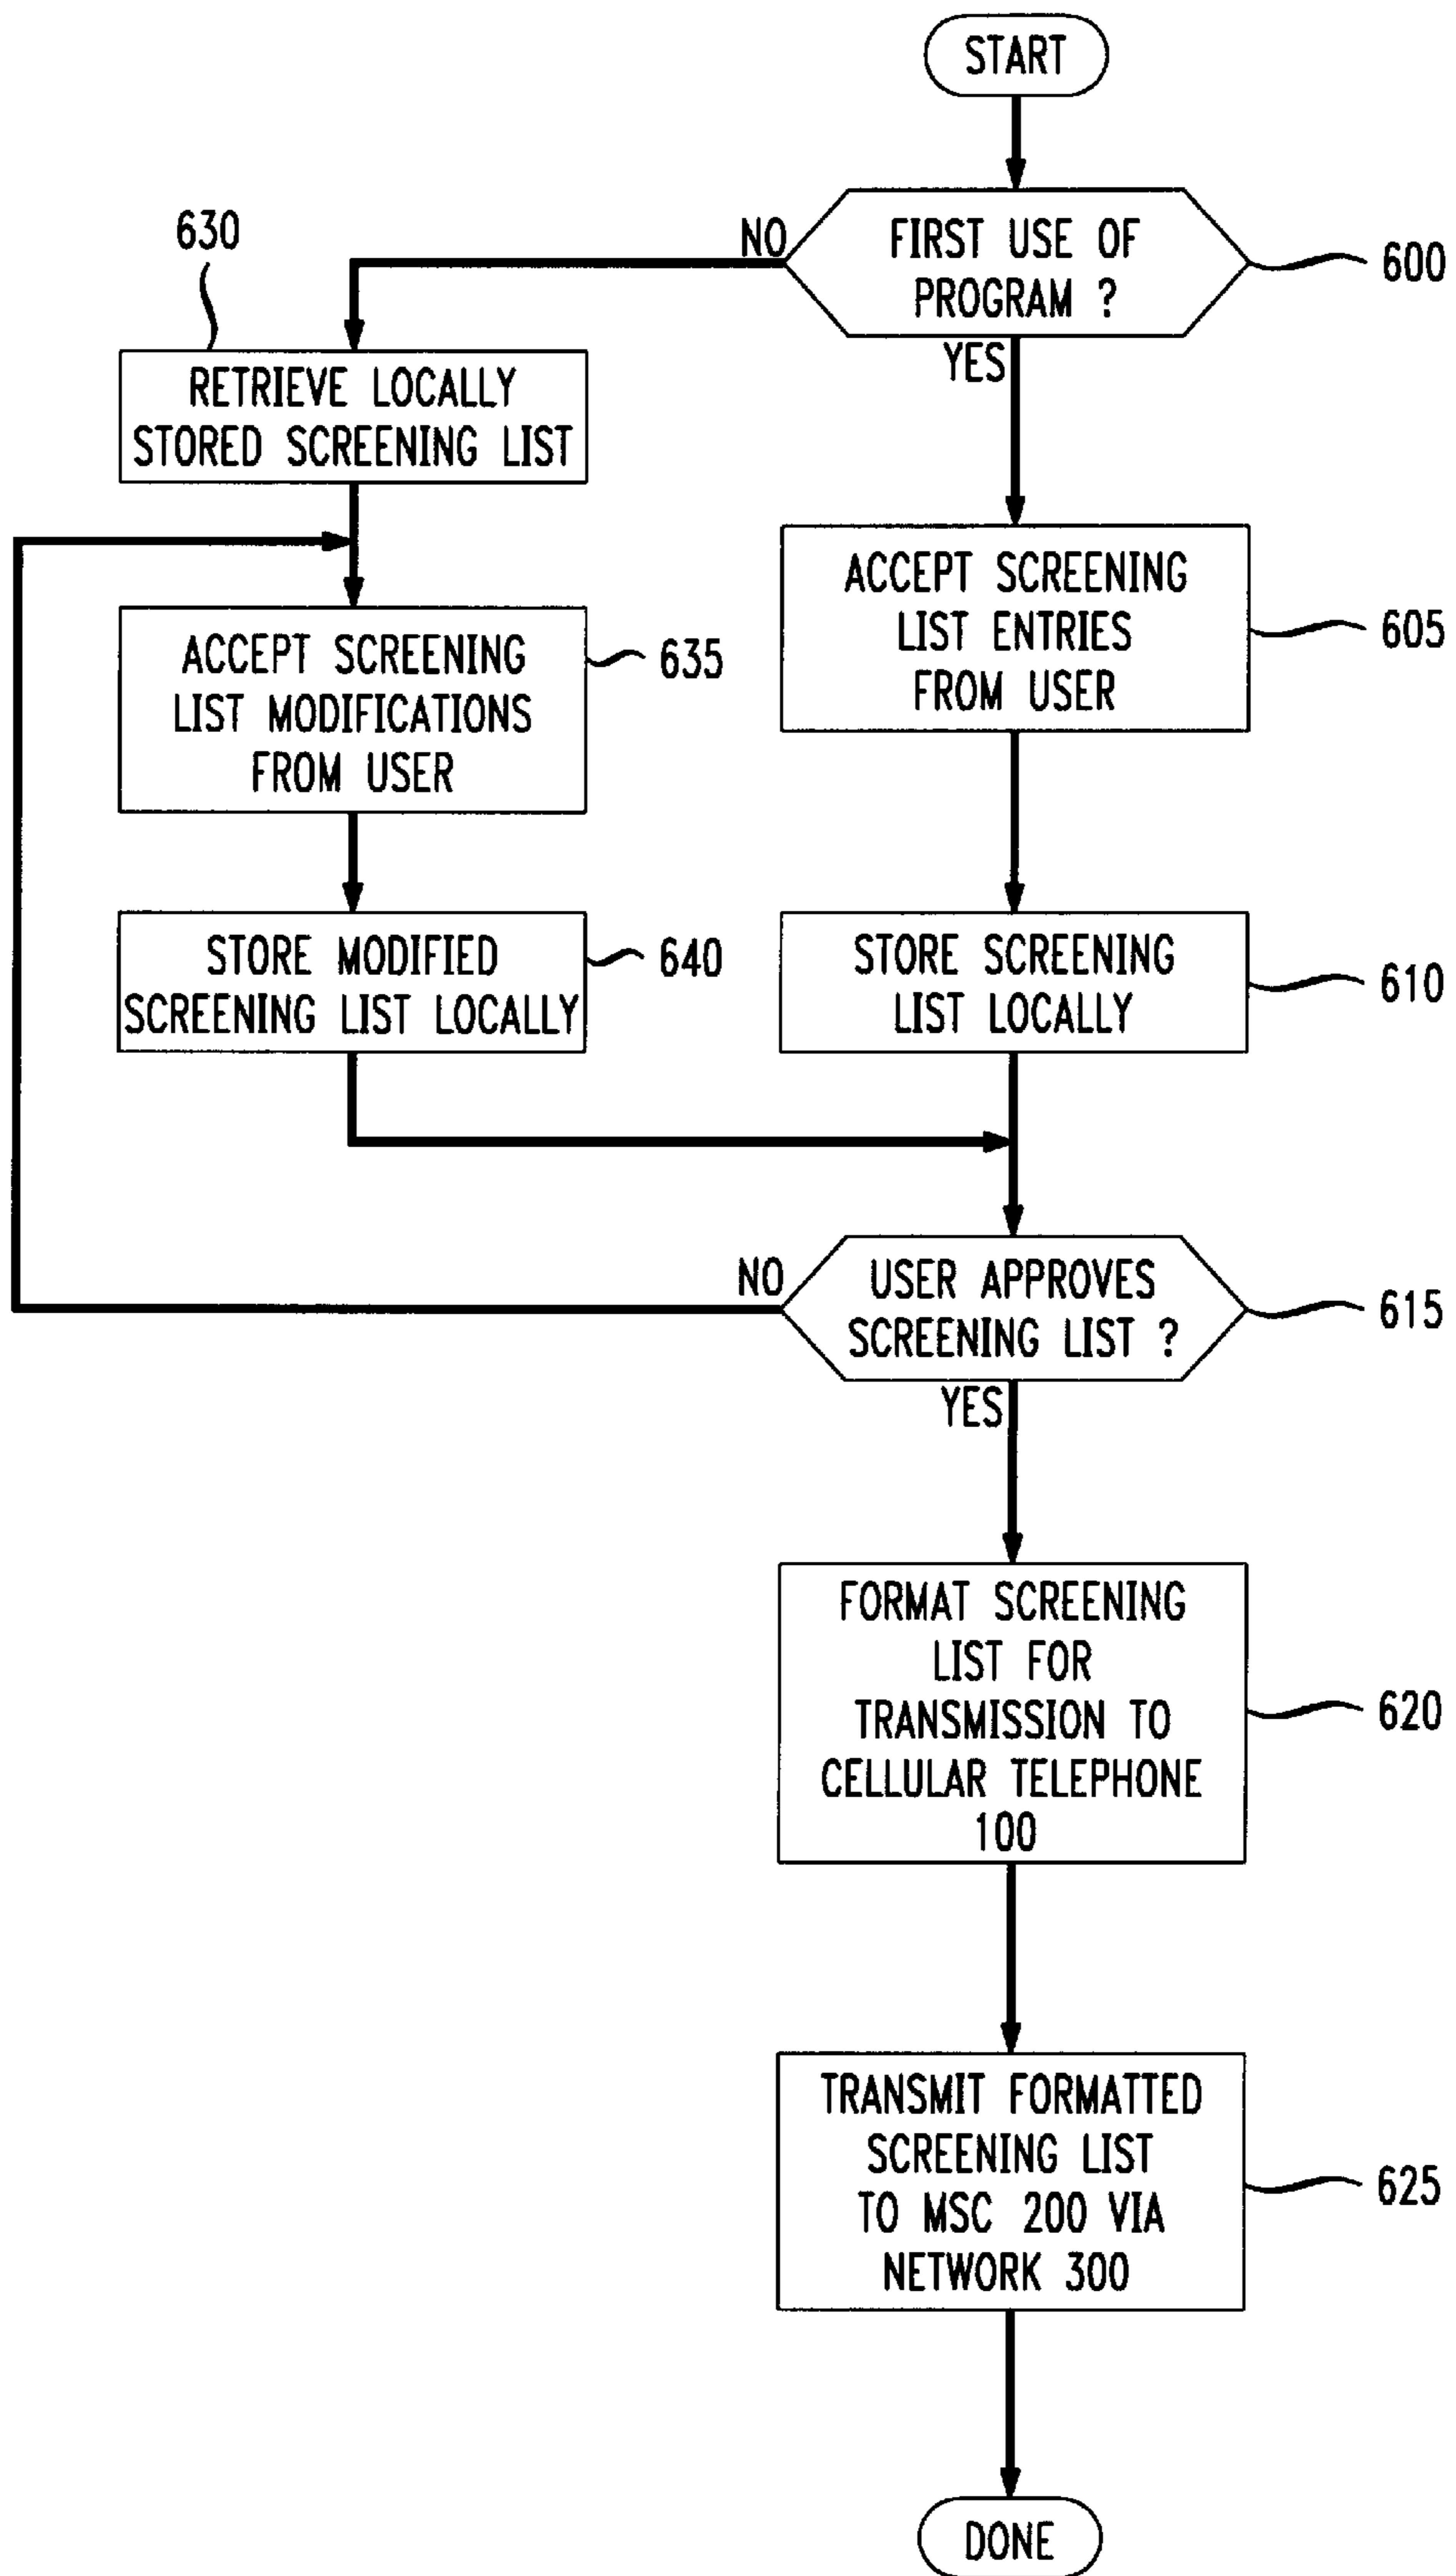 START
FIRST USE OF
PROGRAM ?
600
NO
YES
630
RETRIEVE LOCALLY
STORED SCREENING LIST
ACCEPT SCREENING
LIST ENTRIES
FROM USER
605
ACCEPT SCREENING
LIST MODIFICATIONS
FROM USER
635
STORE MODIFIED
SCREENING LIST LOCALLY
640
STORE SCREENING
LIST LOCALLY
610
NO
USER APPROVES
SCREENING LIST ?
615
YES
FORMAT SCREENING
LIST FOR
TRANSMISSION TO
CELLULAR TELEPHONE
100
620
TRANSMIT FORMATTED
SCREENING LIST
TO MSC 200 VIA
NETWORK 300
625
DONE